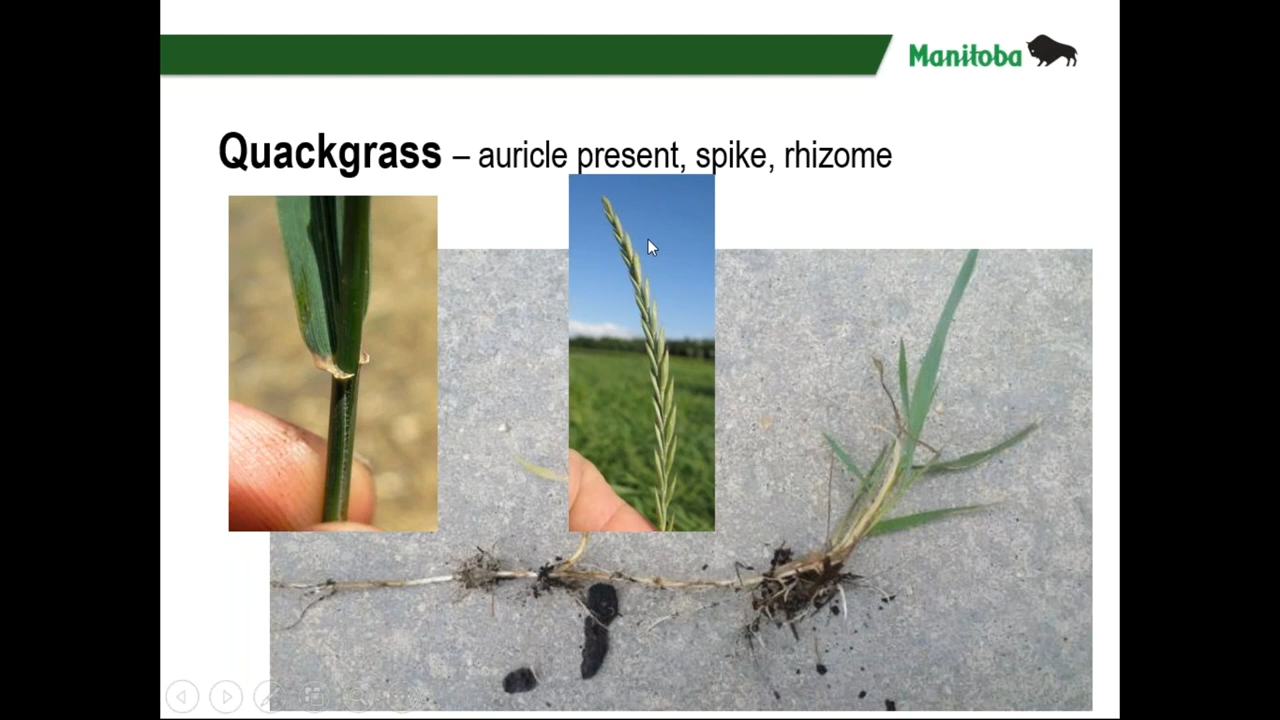 Manitoba
Quackgrass – auricle present, spike, rhizome